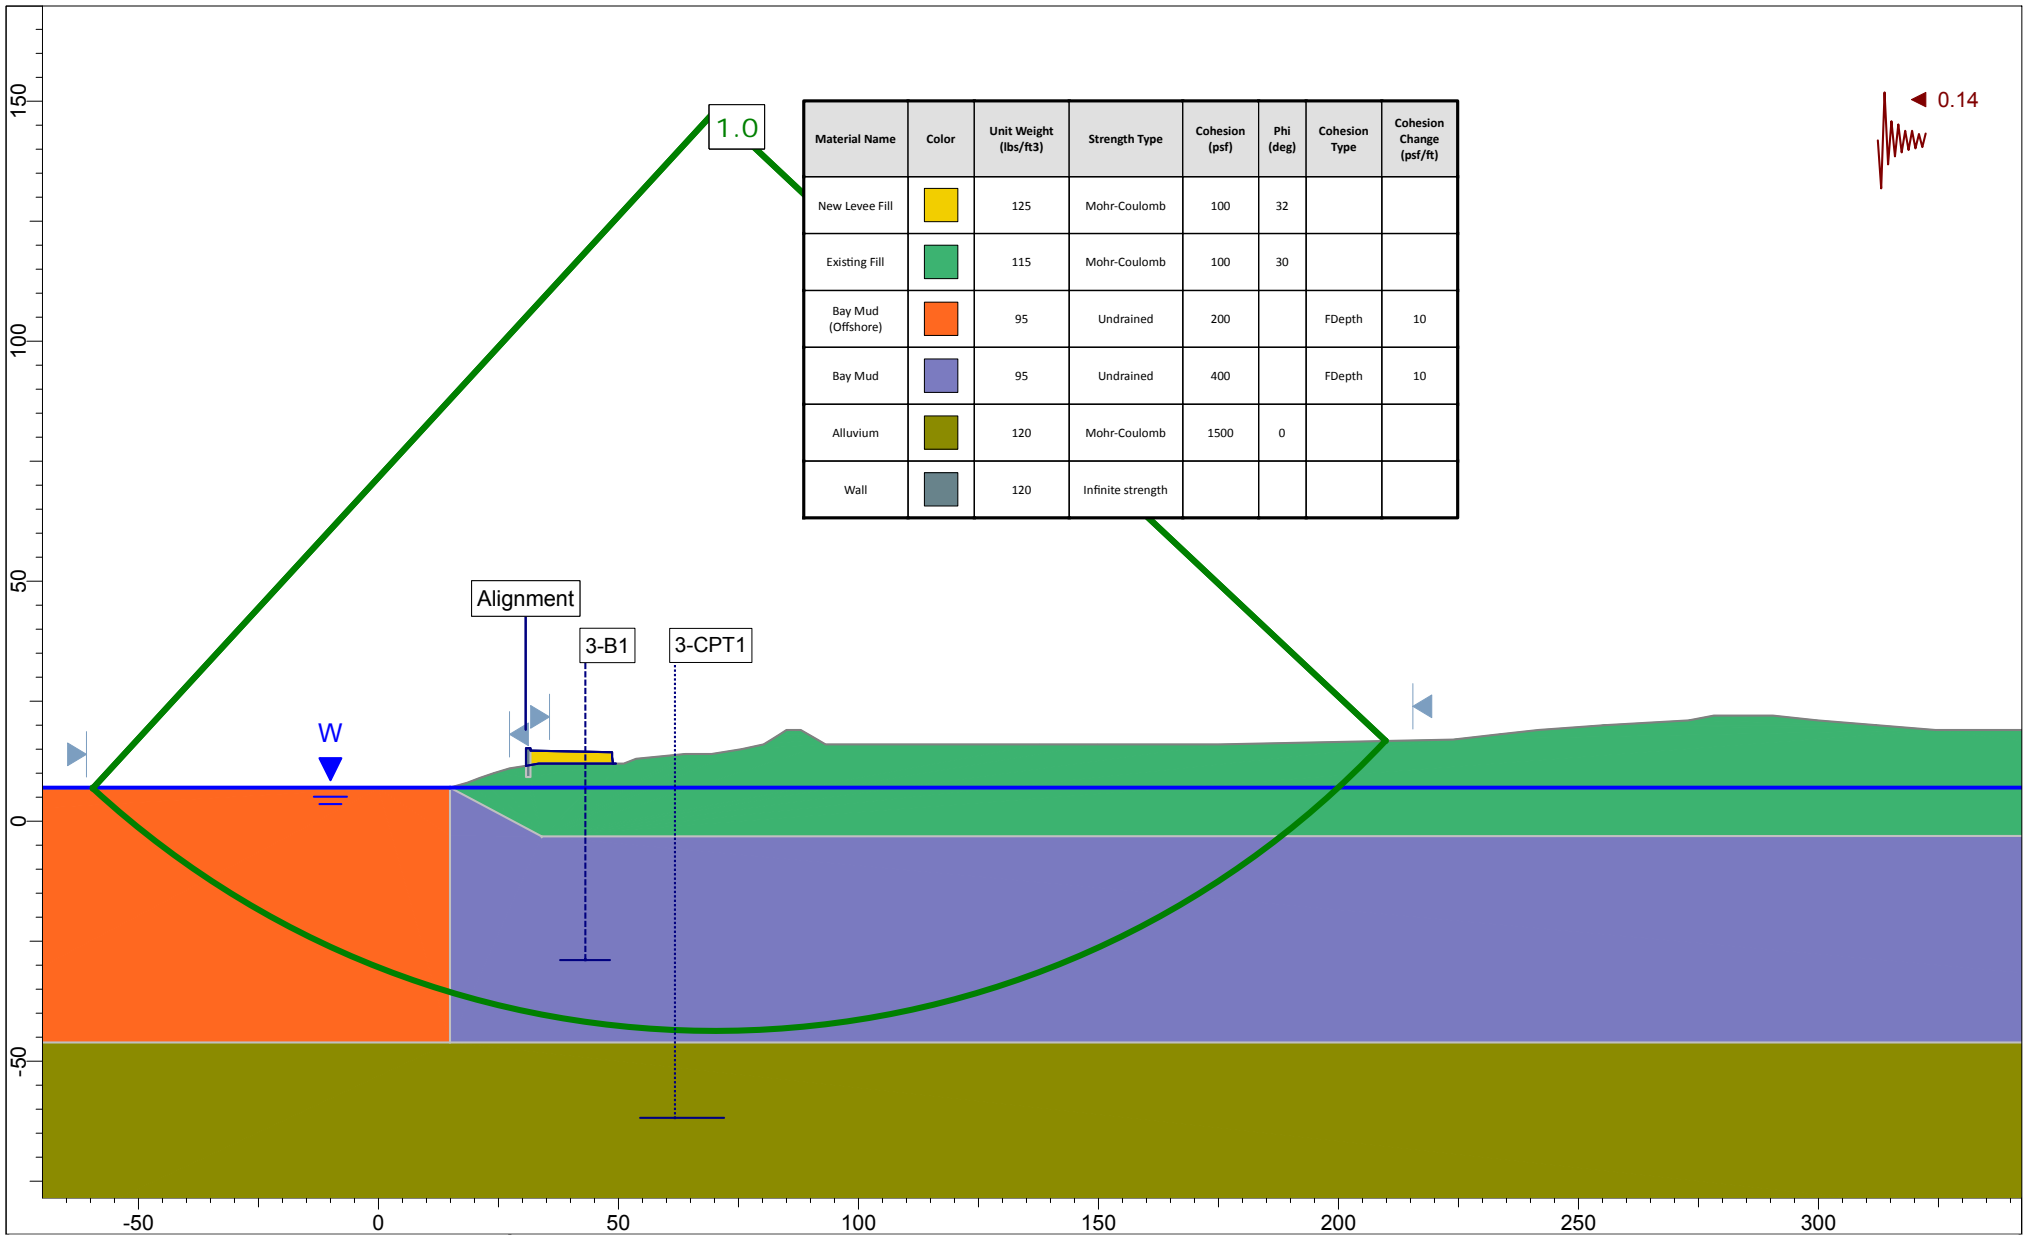 150
100
50
0
-50
1.0
0.14
Material Name Color Unit Weight (lbs/ft3) Strength Type Cohesion (psf) Phi (deg) Cohesion Type Cohesion Change (psf/ft)
New Levee Fill 125 Mohr-Coulomb 100 32
Existing Fill 115 Mohr-Coulomb 100 30
Bay Mud (Offshore) 95 Undrained 200 FDepth 10
Bay Mud 95 Undrained 400 FDepth 10
Alluvium 120 Mohr-Coulomb 1500 0
Wall 120 Infinite strength
Alignment
3-B1
3-CPT1
W
-50 0 50 100 150 200 250 300